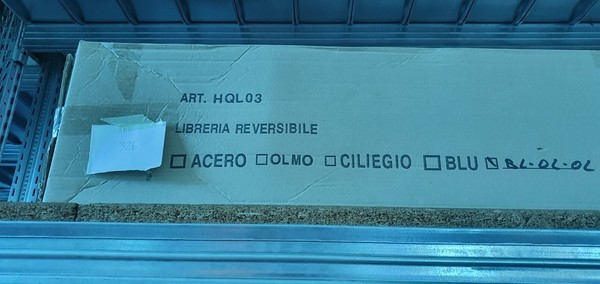 ART. HQL03
LIBRERIA REVERSIBILE
ACERO OLMO CILIEGIO BLU BL-OL-OL